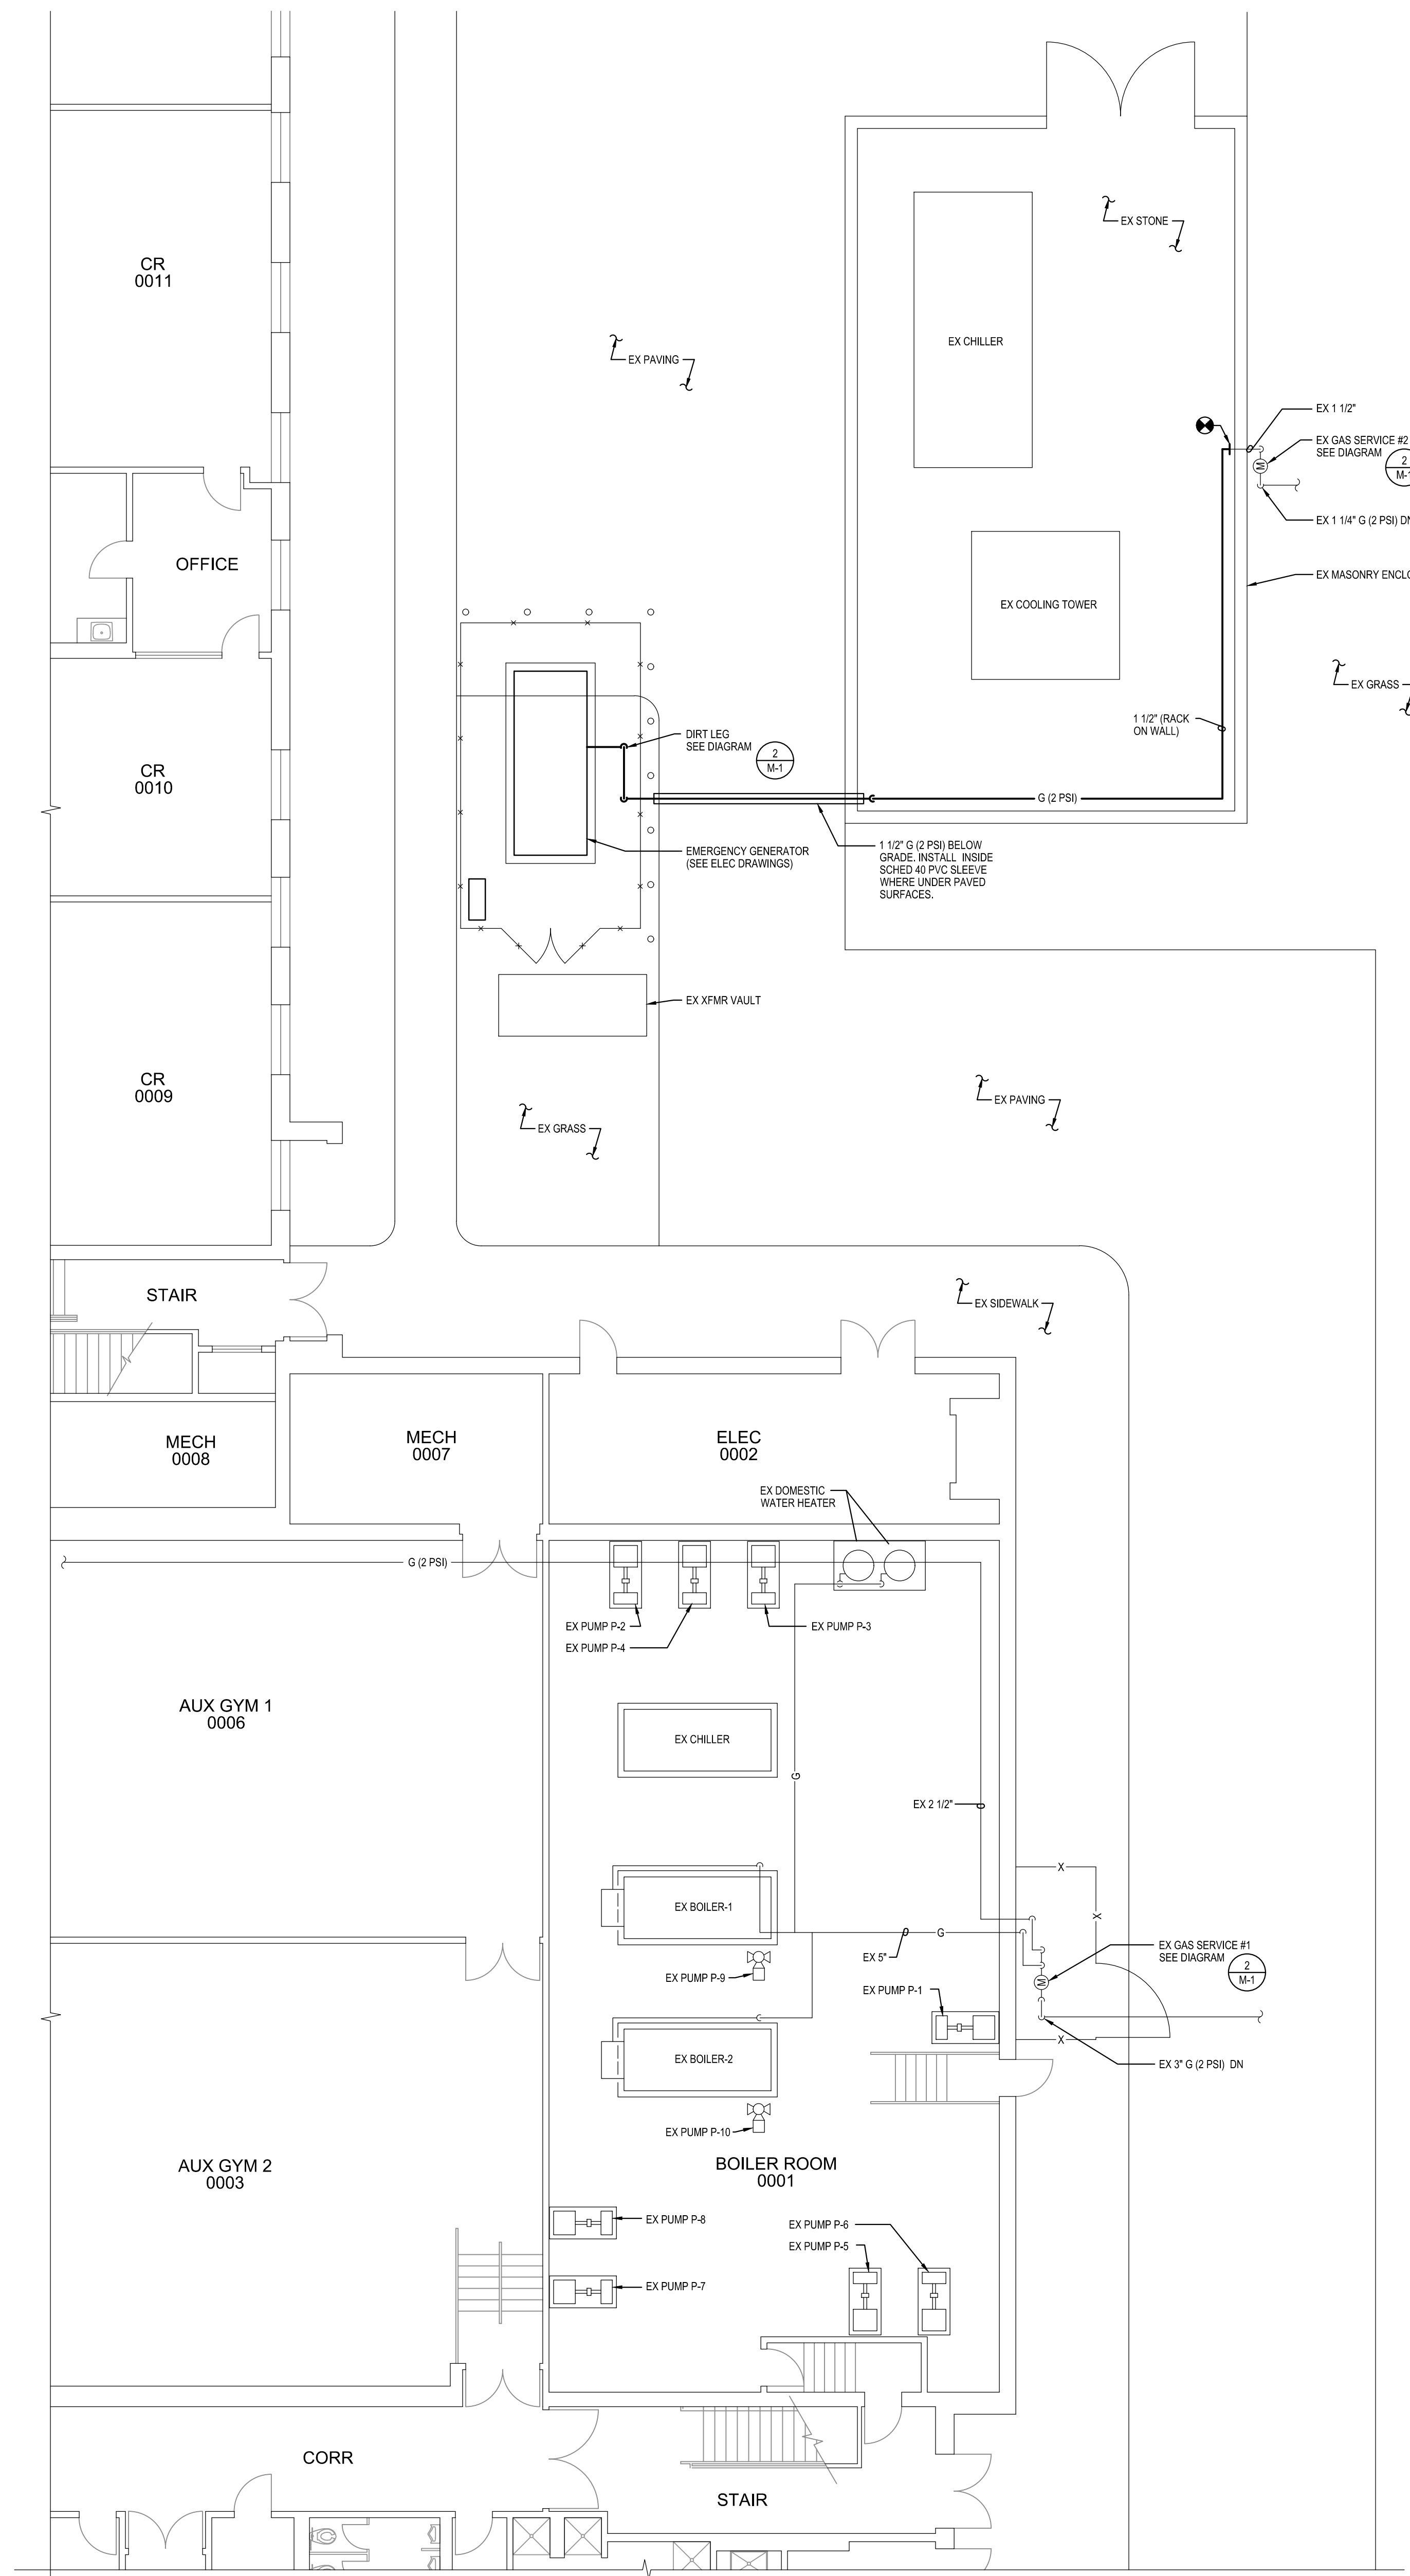 EX STONE
CR
0011
EX CHILLER
EX PAVING
EX 1 1/2"
EX GAS SERVICE #2
SEE DIAGRAM
2
M-1
M
EX 1 1/4" G (2 PSI) DN
OFFICE
EX MASONRY ENCLO
EX COOLING TOWER
EX GRASS
1 1/2" (RACK
ON WALL)
DIRT LEG
SEE DIAGRAM
2
M-1
CR
0010
G (2 PSI)
EMERGENCY GENERATOR
(SEE ELEC DRAWINGS)
1 1/2" G (2 PSI) BELOW
GRADE. INSTALL INSIDE
SCHED 40 PVC SLEEVE
WHERE UNDER PAVED
SURFACES.
EX XFMR VAULT
CR
0009
EX PAVING
EX GRASS
STAIR
EX SIDEWALK
MECH
0008
MECH
0007
ELEC
0002
EX DOMESTIC
WATER HEATER
G (2 PSI)
EX PUMP P-2
EX PUMP P-4
EX PUMP P-3
AUX GYM 1
0006
EX CHILLER
G
EX 2 1/2"
X
EX BOILER-1
X
G
EX 5"
EX GAS SERVICE #1
SEE DIAGRAM
2
M-1
EX PUMP P-9
M
EX PUMP P-1
X
EX BOILER-2
EX 3" G (2 PSI) DN
EX PUMP P-10
BOILER ROOM
0001
AUX GYM 2
0003
EX PUMP P-8
EX PUMP P-6
EX PUMP P-5
EX PUMP P-7
CORR
STAIR